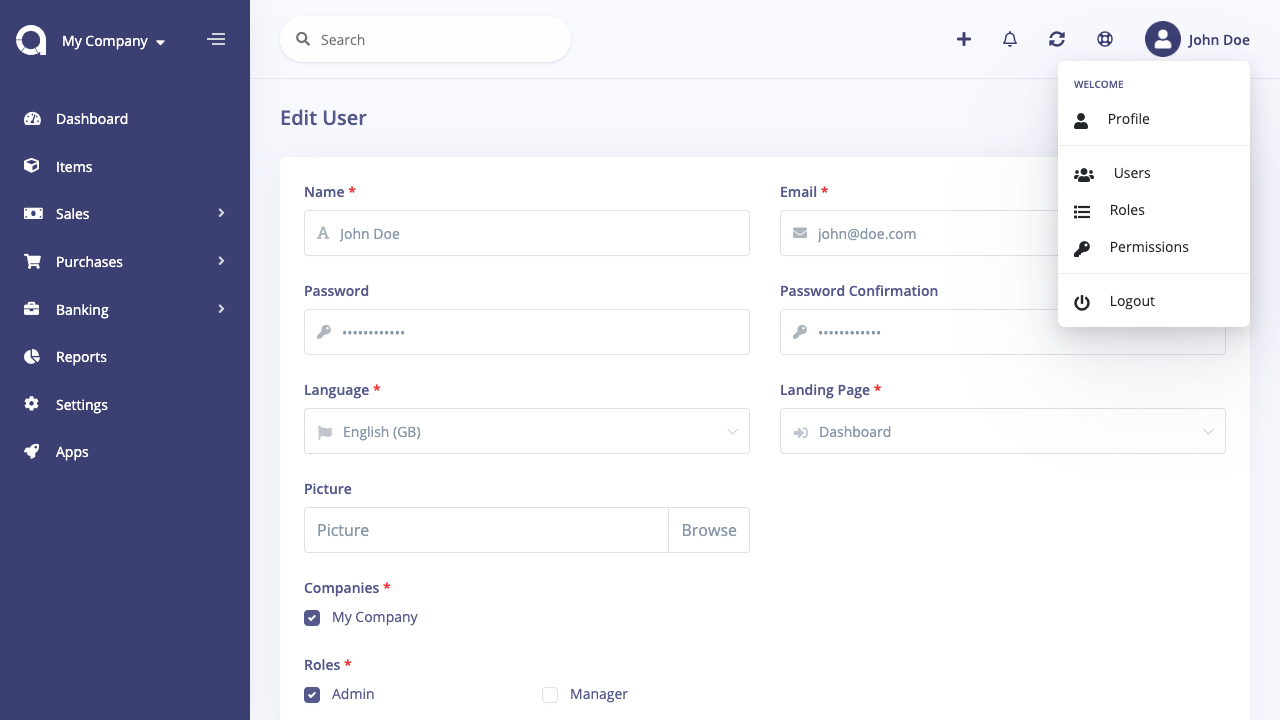 My Company
Search
John Doe
Dashboard
Items
Sales
Purchases
Banking
Reports
Settings
Apps
WELCOME
Profile
Users
Roles
Permissions
Logout
Edit User
Name *
Email *
John Doe
john@doe.com
Password
Password Confirmation
••••••••••••
••••••••••••
Language *
Landing Page *
English (GB)
Dashboard
Picture
Picture
Browse
Companies *
My Company
Roles *
Admin
Manager